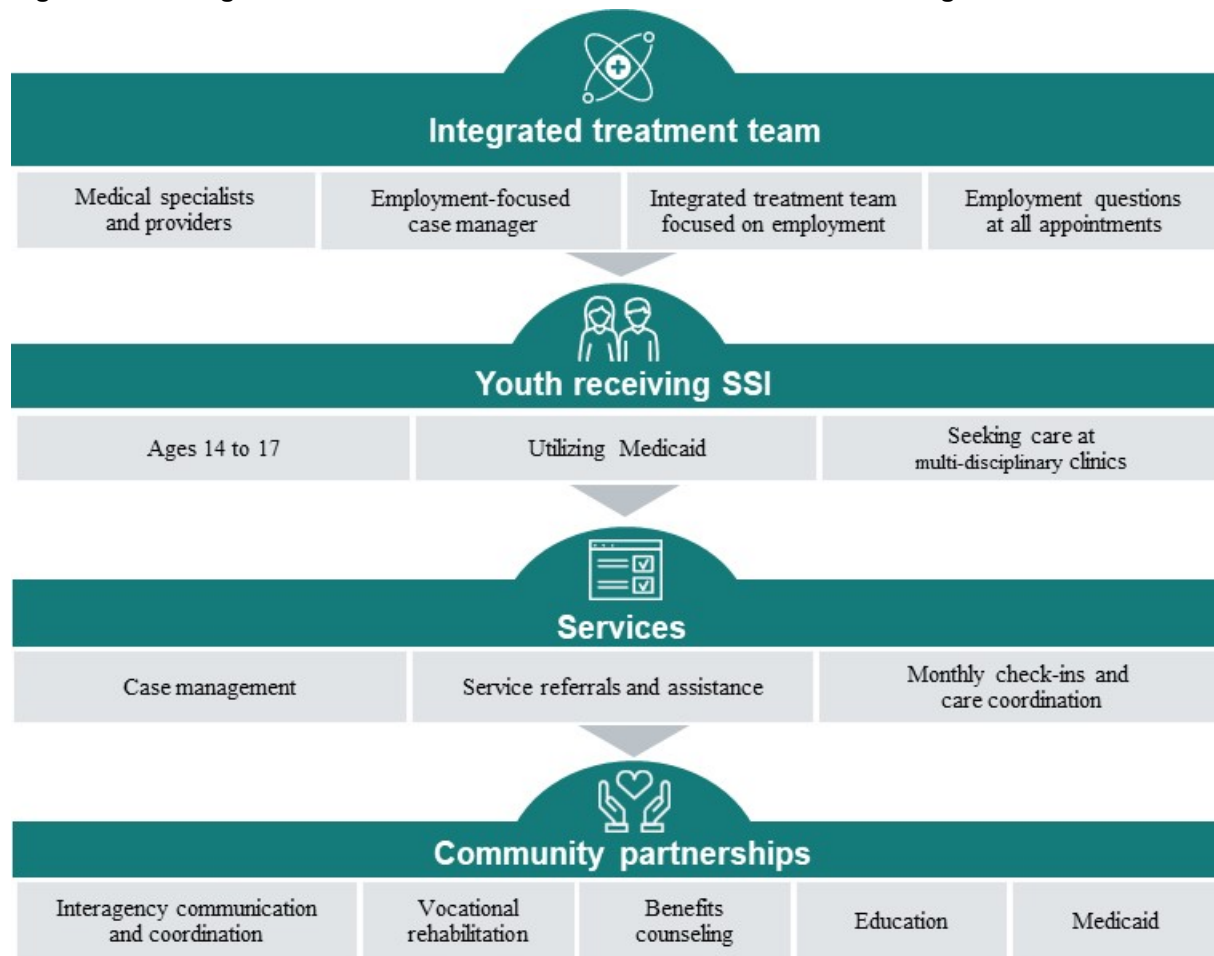 Integrated treatment team
Medical specialists
and providers
Employment-focused
case manager
Integrated treatment team
focused on employment
Employment questions
at all appointments
Youth receiving SSI
Ages 14 to 17
Utilizing Medicaid
Seeking care at
multi-disciplinary clinics
Services
Case management
Service referrals and assistance
Monthly check-ins and
care coordination
Community partnerships
Interagency communication
and coordination
Vocational
rehabilitation
Benefits
counseling
Education
Medicaid